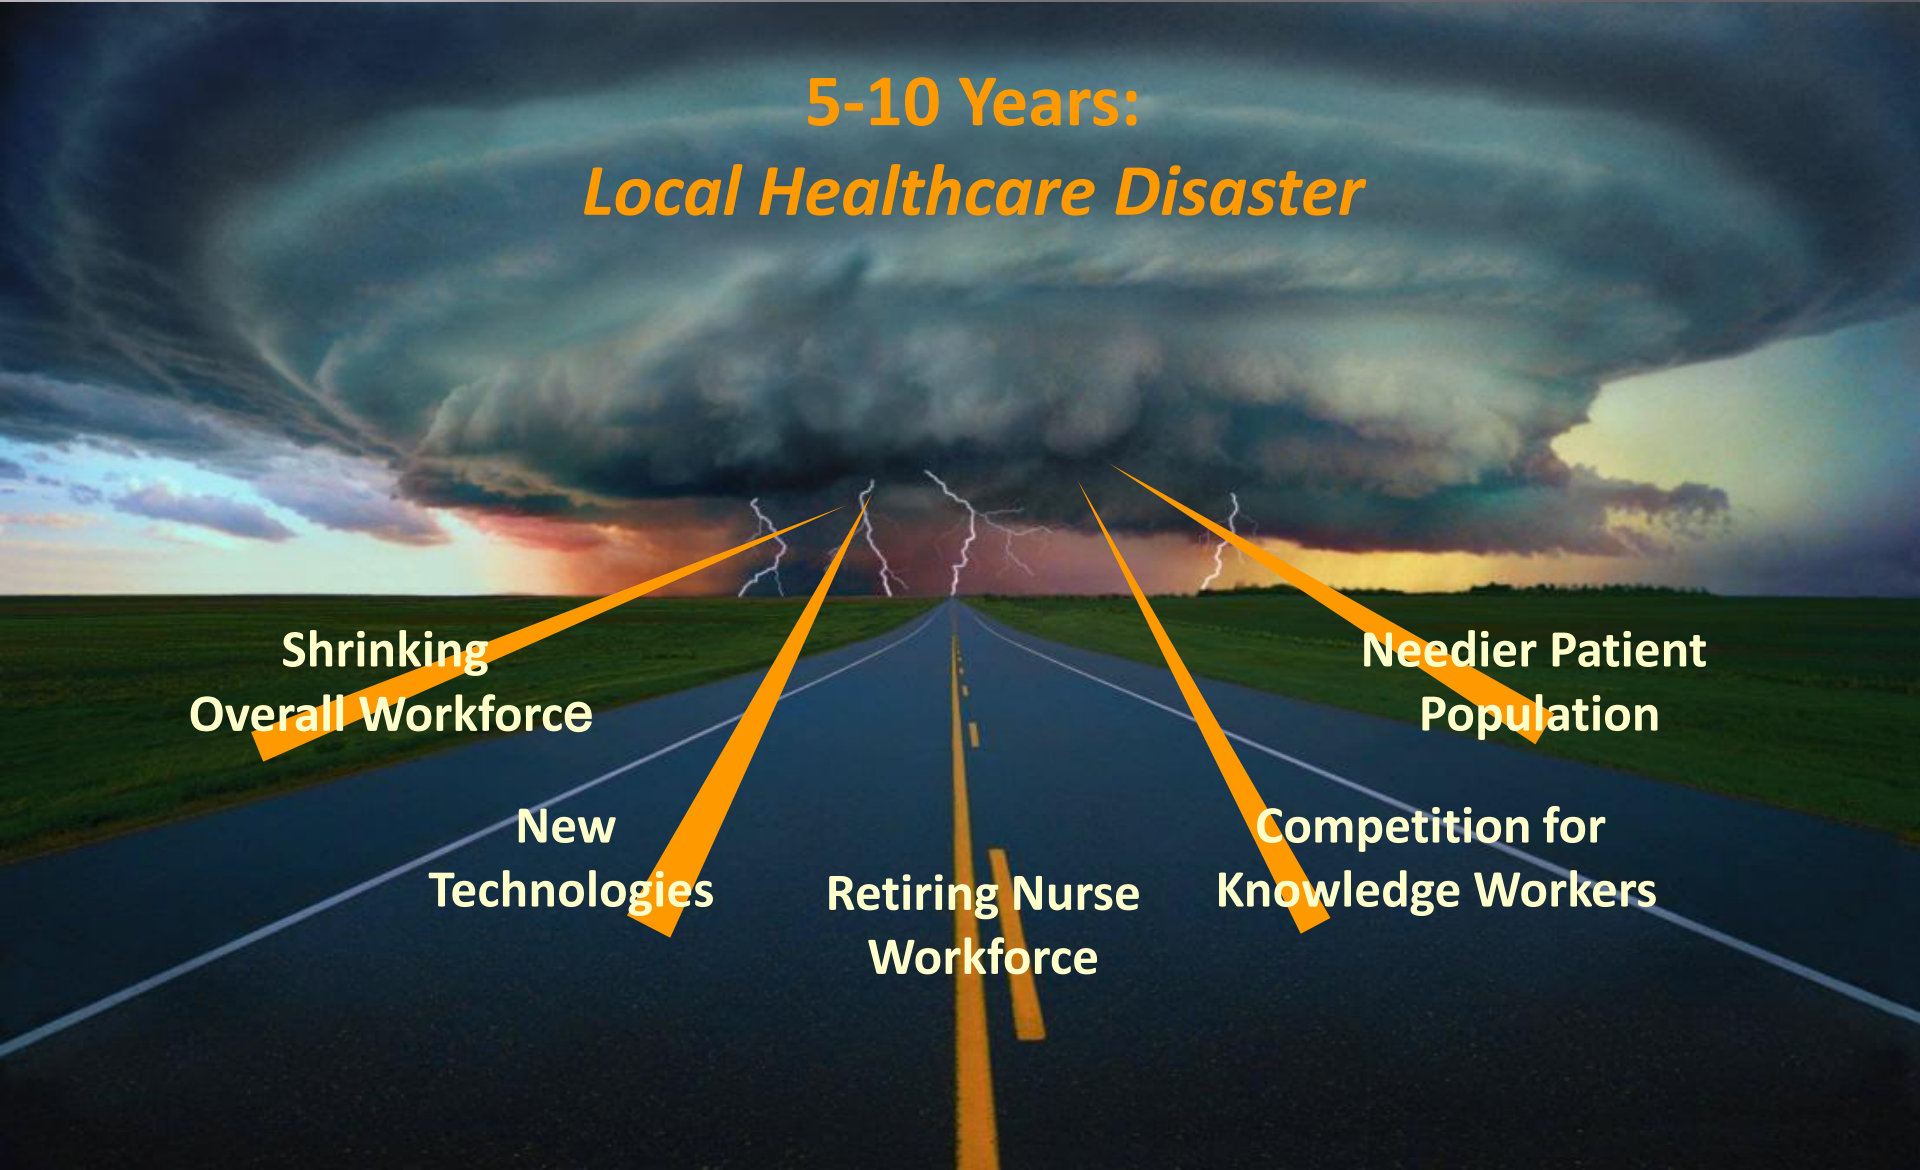 5-10 Years:
Local Healthcare Disaster
Shrinking
Overall Workforce
Needier Patient
Population
New
Technologies
Competition for
Knowledge Workers
Retiring Nurse
Workforce